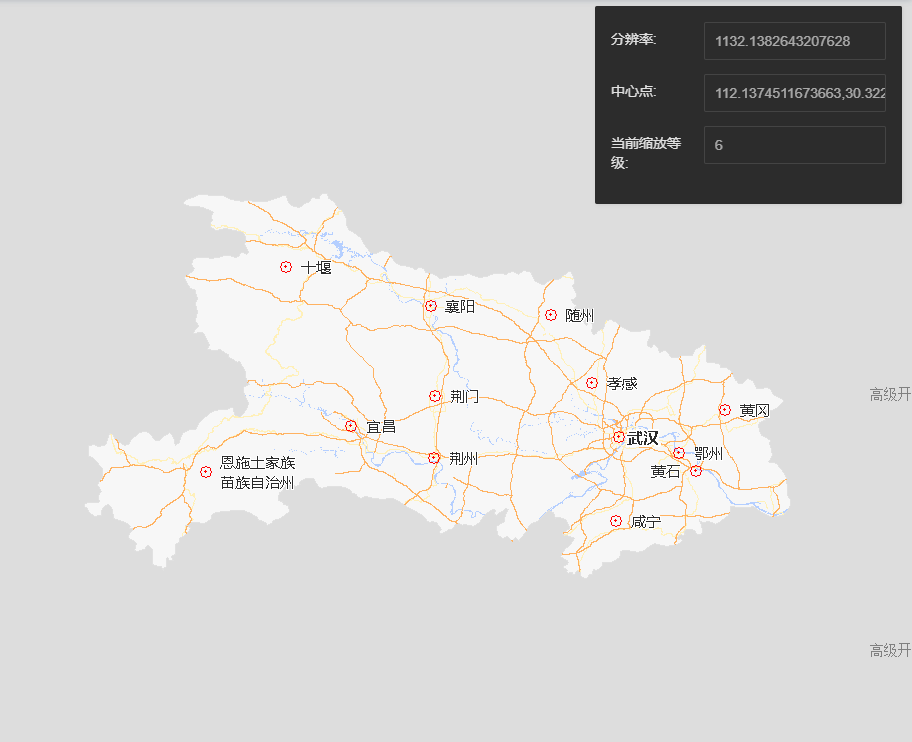 分辨率:
1132.1382643207628
中心点:
112.1374511673663,30.322
当前缩放等
级:
6
十堰
襄阳
随州
孝感
荆门
高级开
黄冈
宜昌
武汉
鄂州
荆州
恩施土家族
苗族自治州
黄石
咸宁
高级开